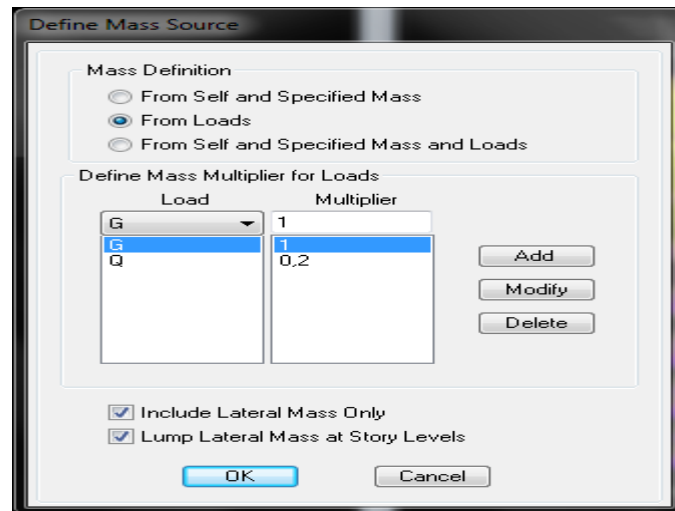 Define Mass Source
Mass Definition
From Self and Specified Mass
From Loads
From Self and Specified Mass and Loads
Define Mass Multiplier for Loads
Load Multiplier
G 1
G 1
Q 0,2
Add
Modify
Delete
Include Lateral Mass Only
Lump Lateral Mass at Story Levels
OK Cancel